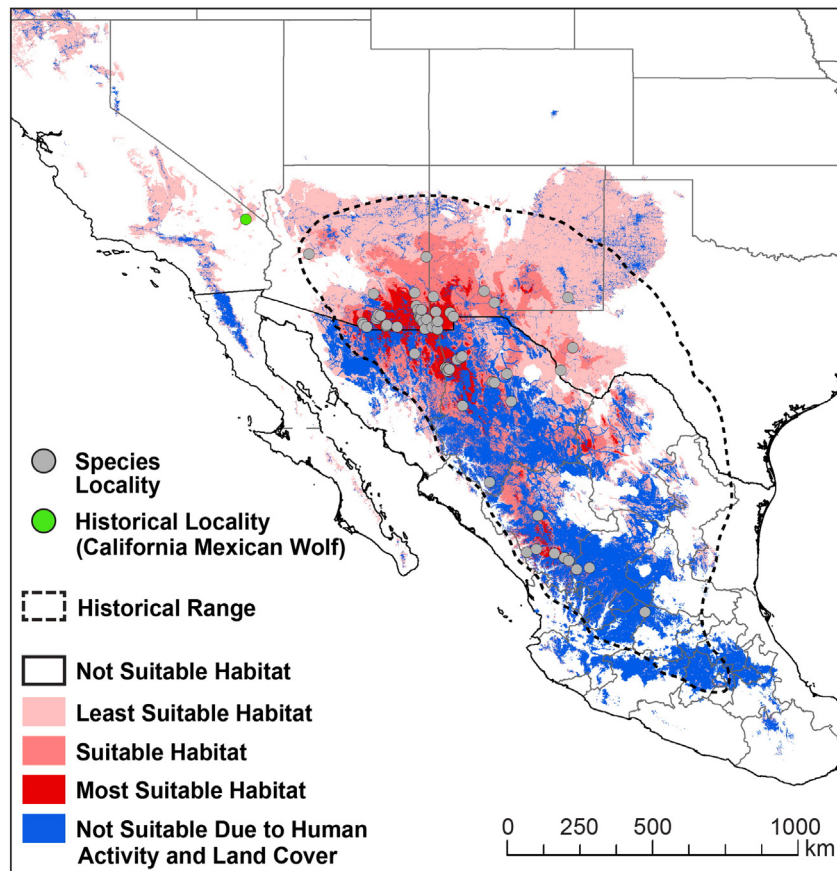 Species
Locality
Historical Locality
(California Mexican Wolf)
Historical Range
Not Suitable Habitat
Least Suitable Habitat
Suitable Habitat
Most Suitable Habitat
Not Suitable Due to Human
Activity and Land Cover
0 250 500 1000
km